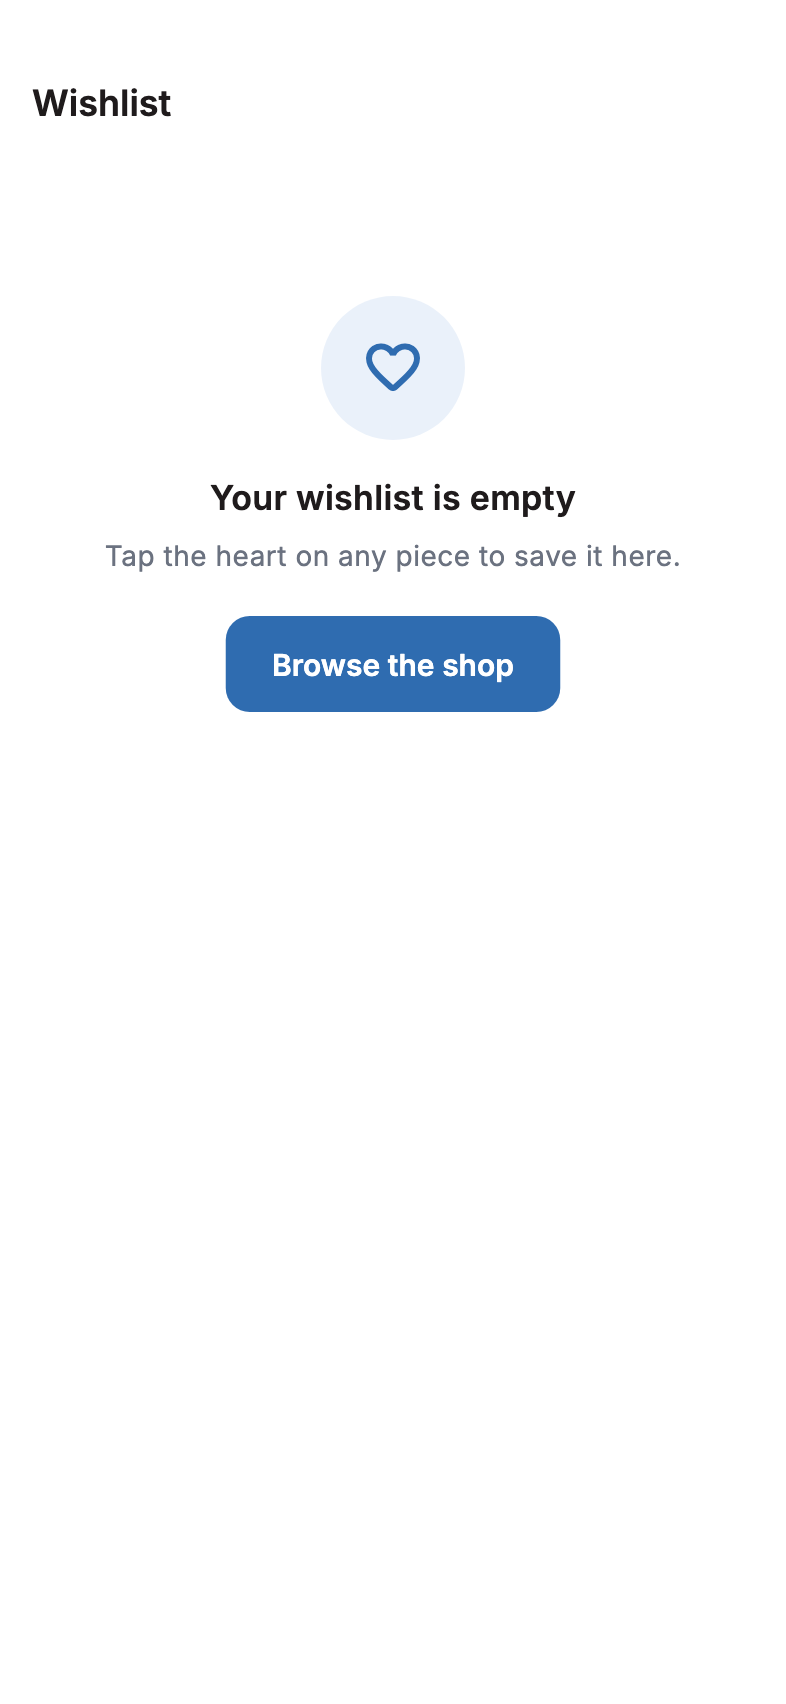 Wishlist
Your wishlist is empty
Tap the heart on any piece to save it here.
Browse the shop